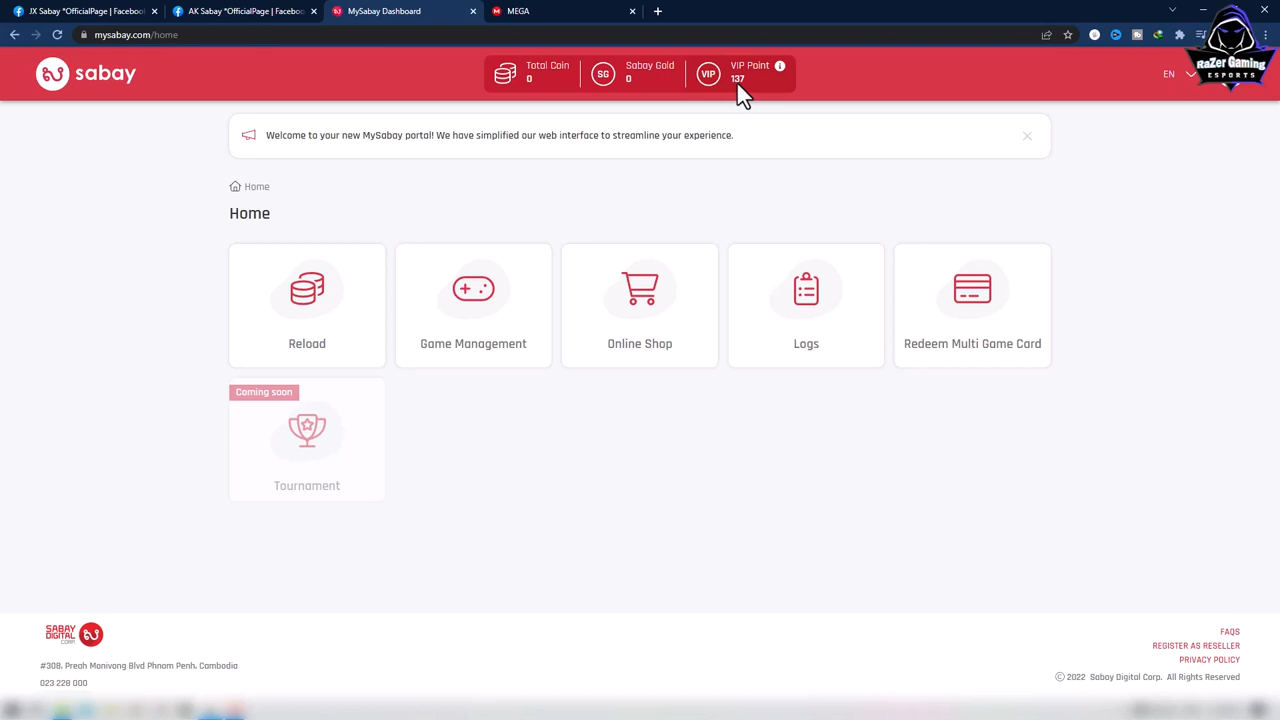 JX Sabay *OfficialPage | Faceboo
AK Sabay *OfficialPage | Facebo
MySabay Dashboard
MEGA
mysabay.com/home
sabay
Total Coin
0
SG
Sabay Gold
0
VIP
VIP Point
137
EN
RaZer Gaming
ESPORTS
Welcome to your new MySabay portal! We have simplified our web interface to streamline your experience.
Home
Home
Reload
Game Management
Online Shop
Logs
Redeem Multi Game Card
Coming soon
Tournament
SABAY
DIGITAL
CORP.
#308, Preah Monivong Blvd Phnom Penh, Cambodia
023 228 000
FAQS
REGISTER AS RESELLER
PRIVACY POLICY
© 2022 Sabay Digital Corp. All Rights Reserved